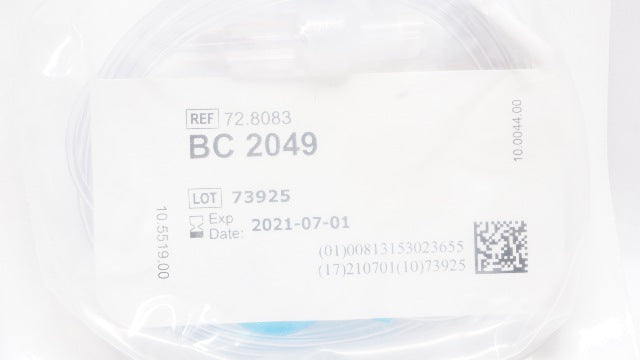 REF 72.8083
BC 2049
LOT 73925
Exp
Date: 2021-07-01
(01)00813153023655
(17)210701(10)73925
10.5519.00
10.0044.00